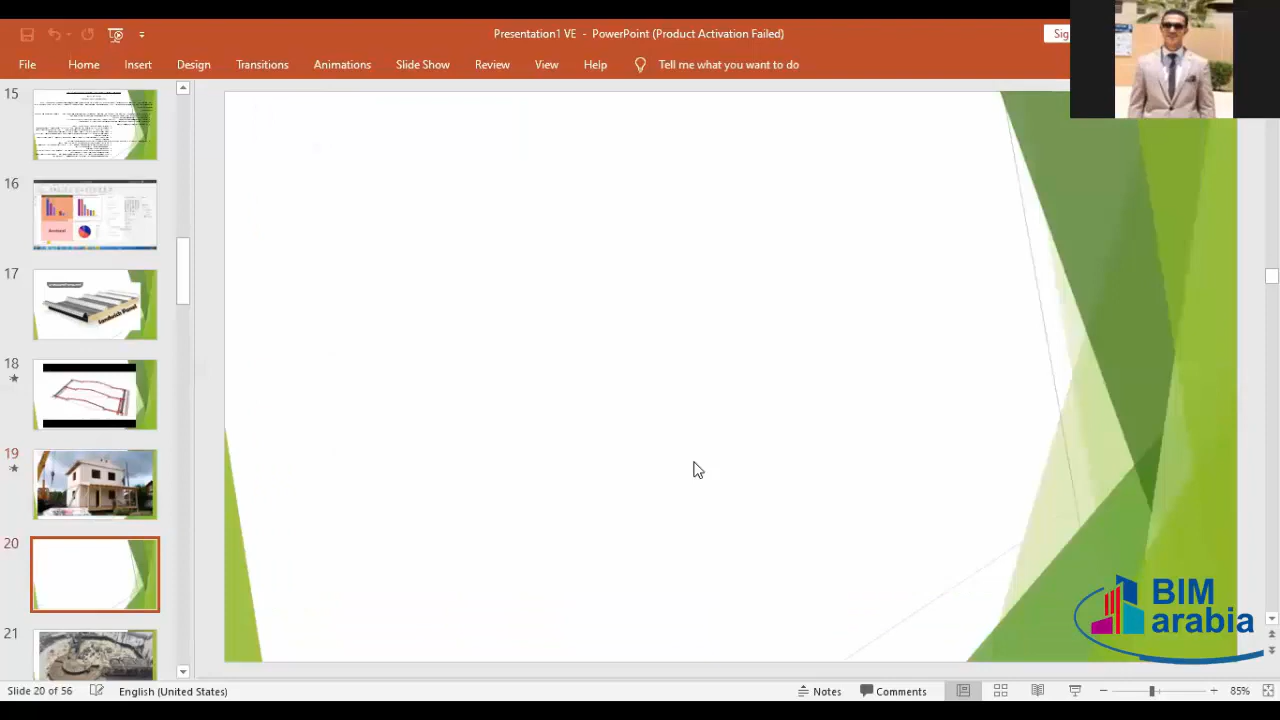 Presentation1 VE - PowerPoint (Product Activation Failed)
File Home Insert Design Transitions Animations Slide Show Review View Help Tell me what you want to do
15
16
17
Sandwich Panel
18
19
20
21
BIM
arabia
Slide 20 of 56 English (United States) Notes Comments 85%